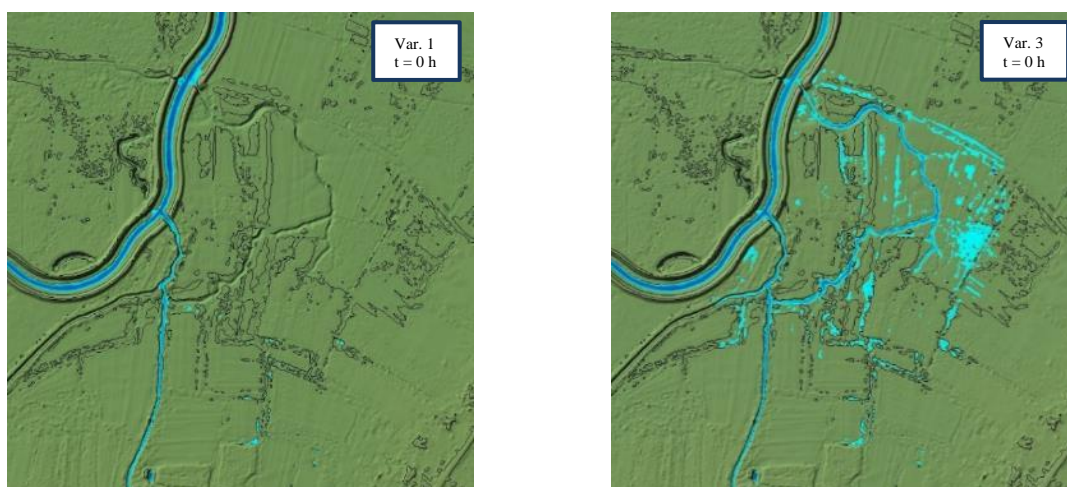 Var. 1
t = 0 h
Var. 3
t = 0 h